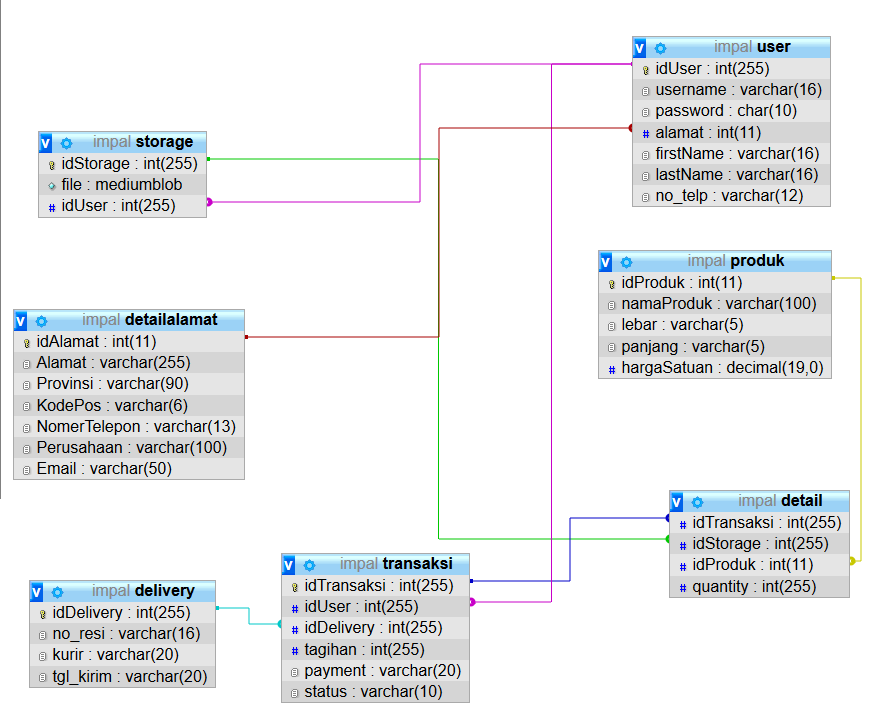 V impal user
idUser : int(255)
username : varchar(16)
password : char(10)
alamat : int(11)
firstName : varchar(16)
lastName : varchar(16)
no_telp : varchar(12)
V impal storage
idStorage : int(255)
file : mediumblob
idUser : int(255)
V impal produk
idProduk : int(11)
namaProduk : varchar(100)
lebar : varchar(5)
panjang : varchar(5)
hargaSatuan : decimal(19,0)
V impal detailalamat
idAlamat : int(11)
Alamat : varchar(255)
Provinsi : varchar(90)
KodePos : varchar(6)
NomerTelepon : varchar(13)
Perusahaan : varchar(100)
Email : varchar(50)
V impal detail
# idTransaksi : int(255)
# idStorage : int(255)
# idProduk : int(11)
# quantity : int(255)
V impal transaksi
idTransaksi : int(255)
# idUser : int(255)
# idDelivery : int(255)
# tagihan : int(255)
payment : varchar(20)
status : varchar(10)
V impal delivery
idDelivery : int(255)
no_resi : varchar(16)
kurir : varchar(20)
tgl_kirim : varchar(20)